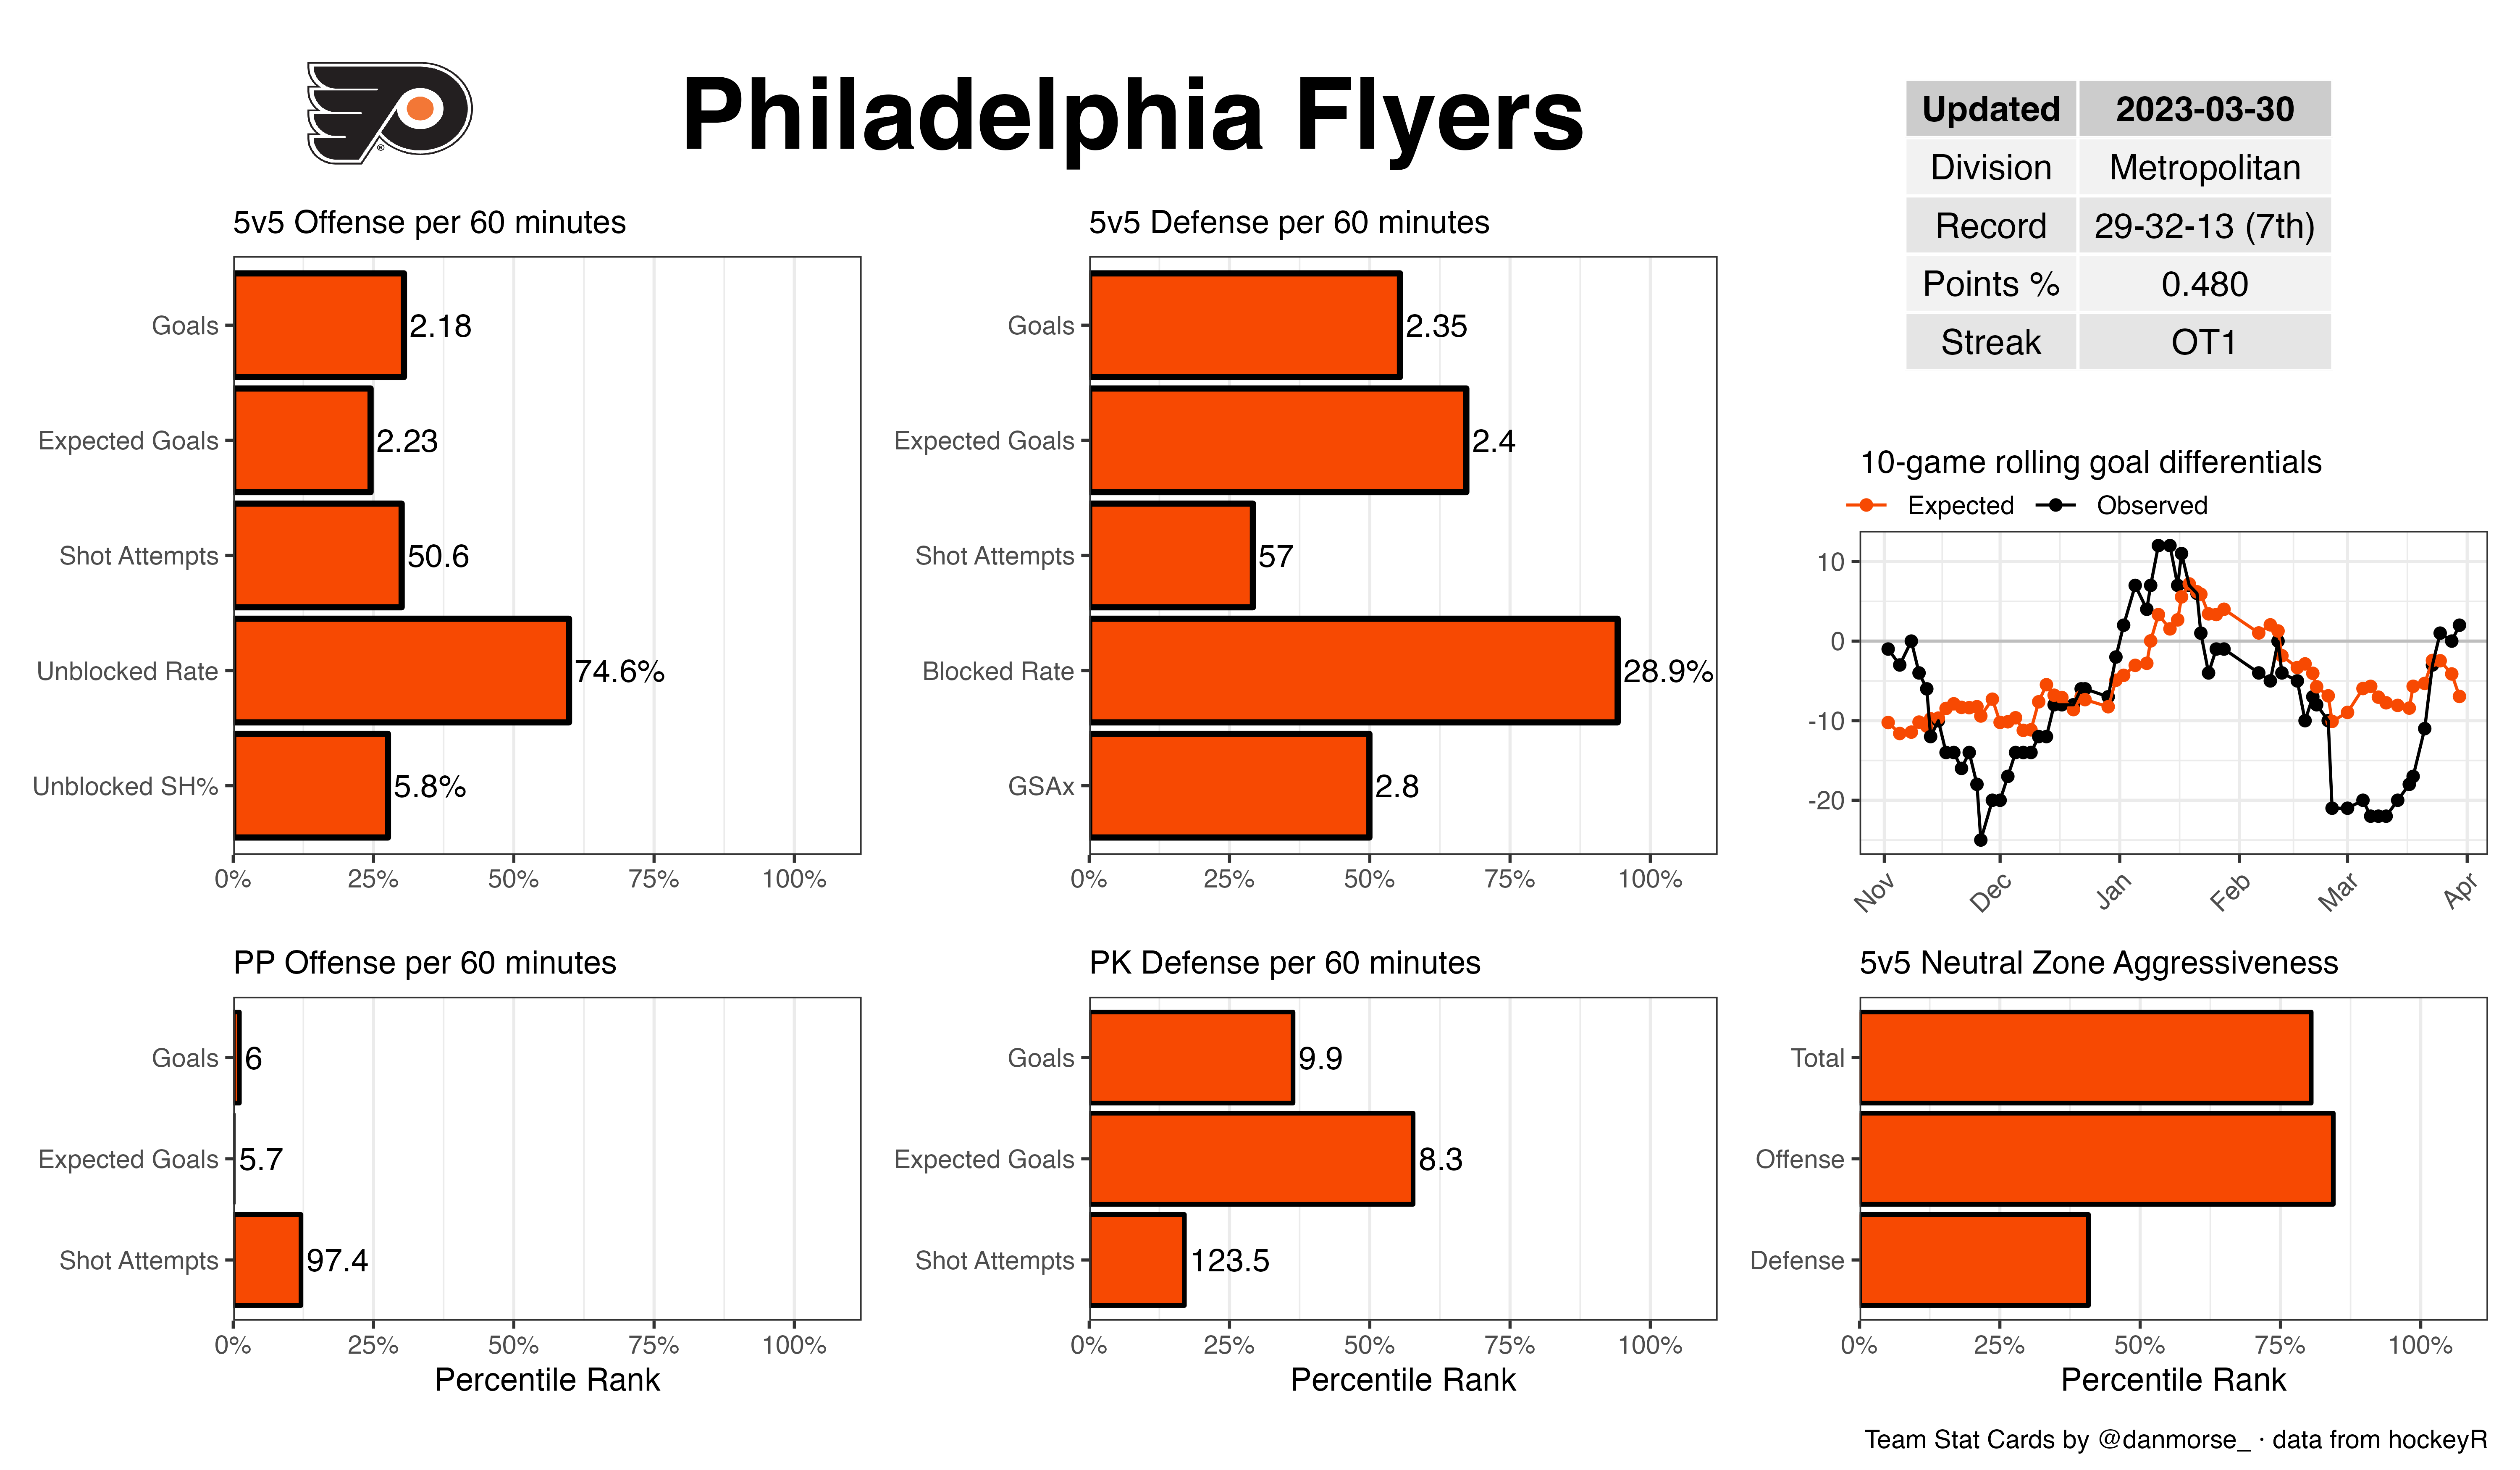 Philadelphia Flyers
Updated 2023-03-30
Division Metropolitan
Record 29-32-13 (7th)
Points % 0.480
Streak OT1
5v5 Offense per 60 minutes
Goals 2.18
Expected Goals 2.23
Shot Attempts 50.6
Unblocked Rate 74.6%
Unblocked SH% 5.8%
0% 25% 50% 75% 100%
5v5 Defense per 60 minutes
Goals 2.35
Expected Goals 2.4
Shot Attempts 57
Blocked Rate 28.9%
GSAx 2.8
0% 25% 50% 75% 100%
10-game rolling goal differentials
Expected Observed
10
0
-10
-20
Nov Dec Jan Feb Mar Apr
PP Offense per 60 minutes
Goals 6
Expected Goals 5.7
Shot Attempts 97.4
0% 25% 50% 75% 100%
Percentile Rank
PK Defense per 60 minutes
Goals 9.9
Expected Goals 8.3
Shot Attempts 123.5
0% 25% 50% 75% 100%
Percentile Rank
5v5 Neutral Zone Aggressiveness
Total
Offense
Defense
0% 25% 50% 75% 100%
Percentile Rank
Team Stat Cards by @danmorse_ · data from hockeyR